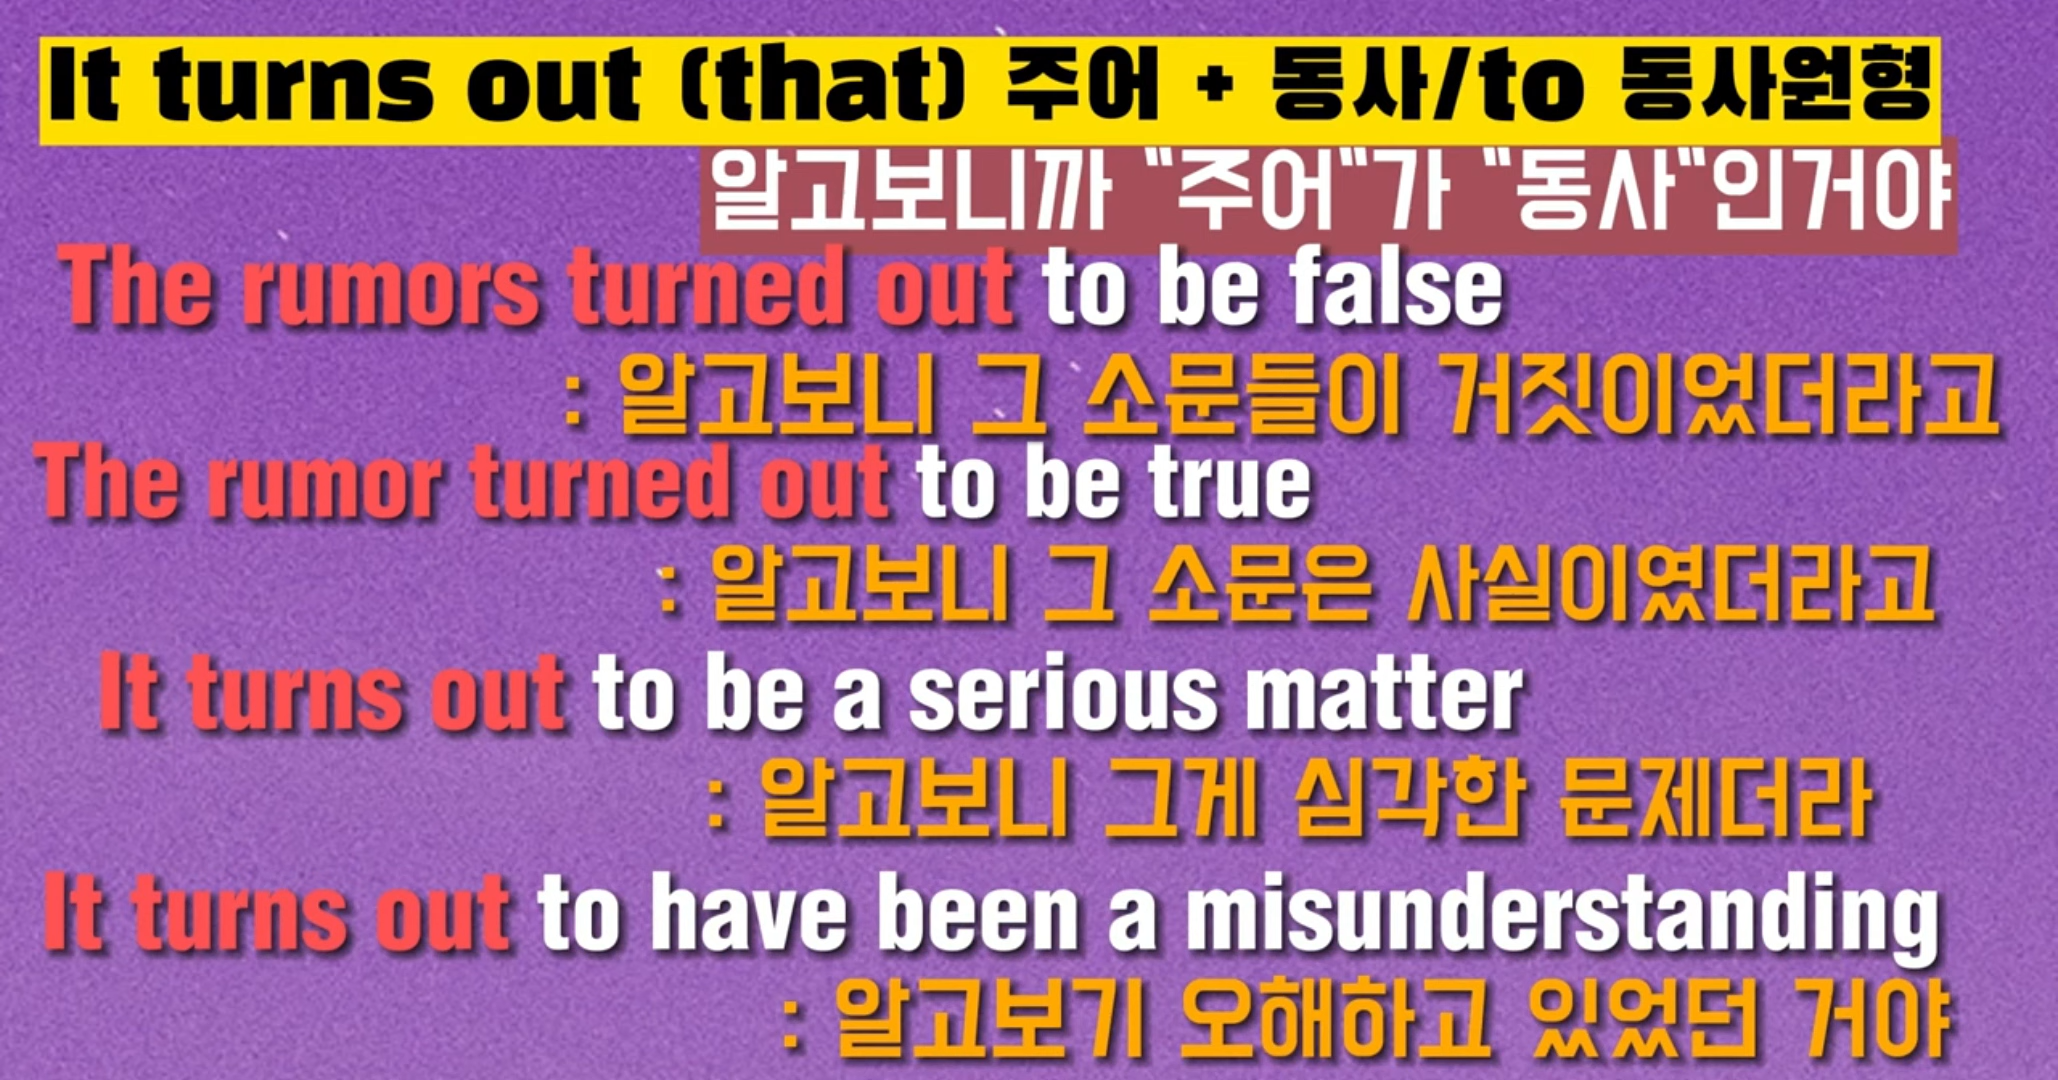 It turns out (that) 주어 + 동사/to 동사원형
알고보니까 "주어"가 "동사"인거야
The rumors turned out to be false
: 알고보니 그 소문들이 거짓이었더라고
The rumor turned out to be true
: 알고보니 그 소문은 사실이였더라고
It turns out to be a serious matter
: 알고보니 그게 심각한 문제더라
It turns out to have been a misunderstanding
: 알고보기 오해하고 있었던 거야